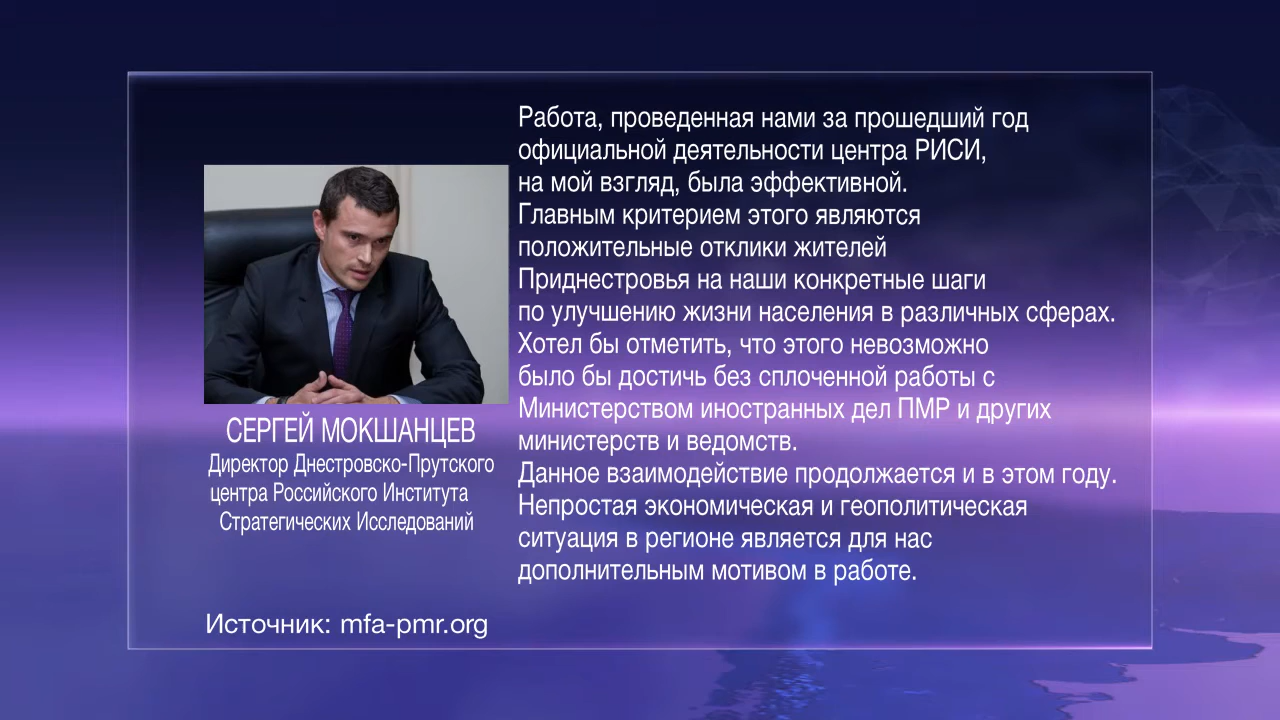 Работа, проведенная нами за прошедший год
официальной деятельности центра РИСИ,
на мой взгляд, была эффективной.
Главным критерием этого являются
положительные отклики жителей
Приднестровья на наши конкретные шаги
по улучшению жизни населения в различных сферах.
Хотел бы отметить, что этого невозможно
было бы достичь без сплоченной работы с
Министерством иностранных дел ПМР и других
министерств и ведомств.
Данное взаимодействие продолжается и в этом году.
Непростая экономическая и геополитическая
ситуация в регионе является для нас
дополнительным мотивом в работе.
СЕРГЕЙ МОКШАНЦЕВ
Директор Днестровско-Прутского
центра Российского Института
Стратегических Исследований
Источник: mfa-pmr.org